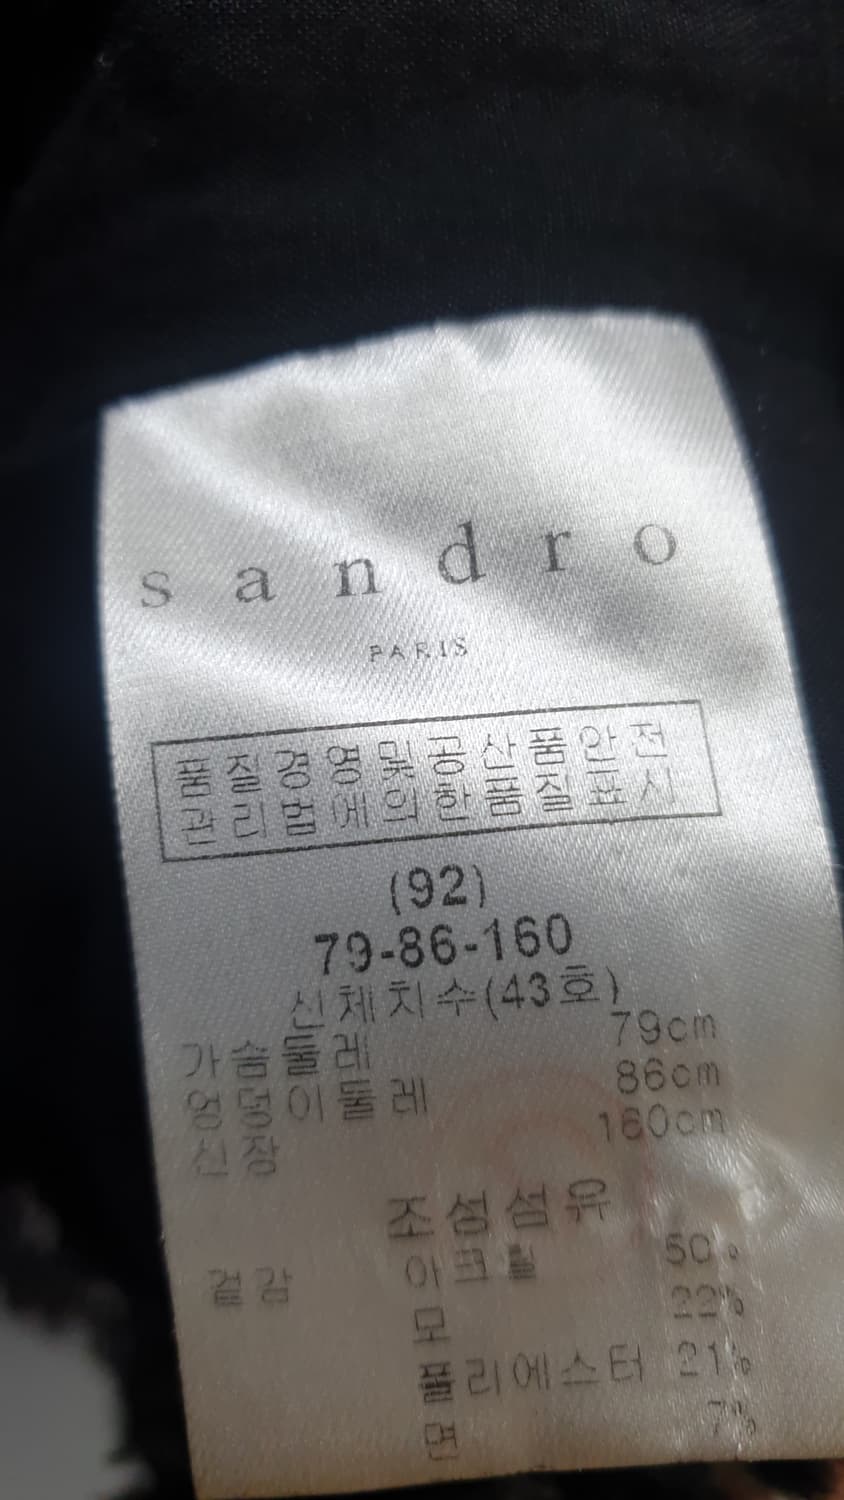 sandro
PARIS
품질경영및공산품안전
관리법에의한품질표시
(92)
79-86-160
신체치수(43호)
가슴둘레 79cm
엉덩이둘레 86cm
신장 160cm
조성섬유
겉감 아크릴 50%
모 22%
폴리에스터 21%
면 7%